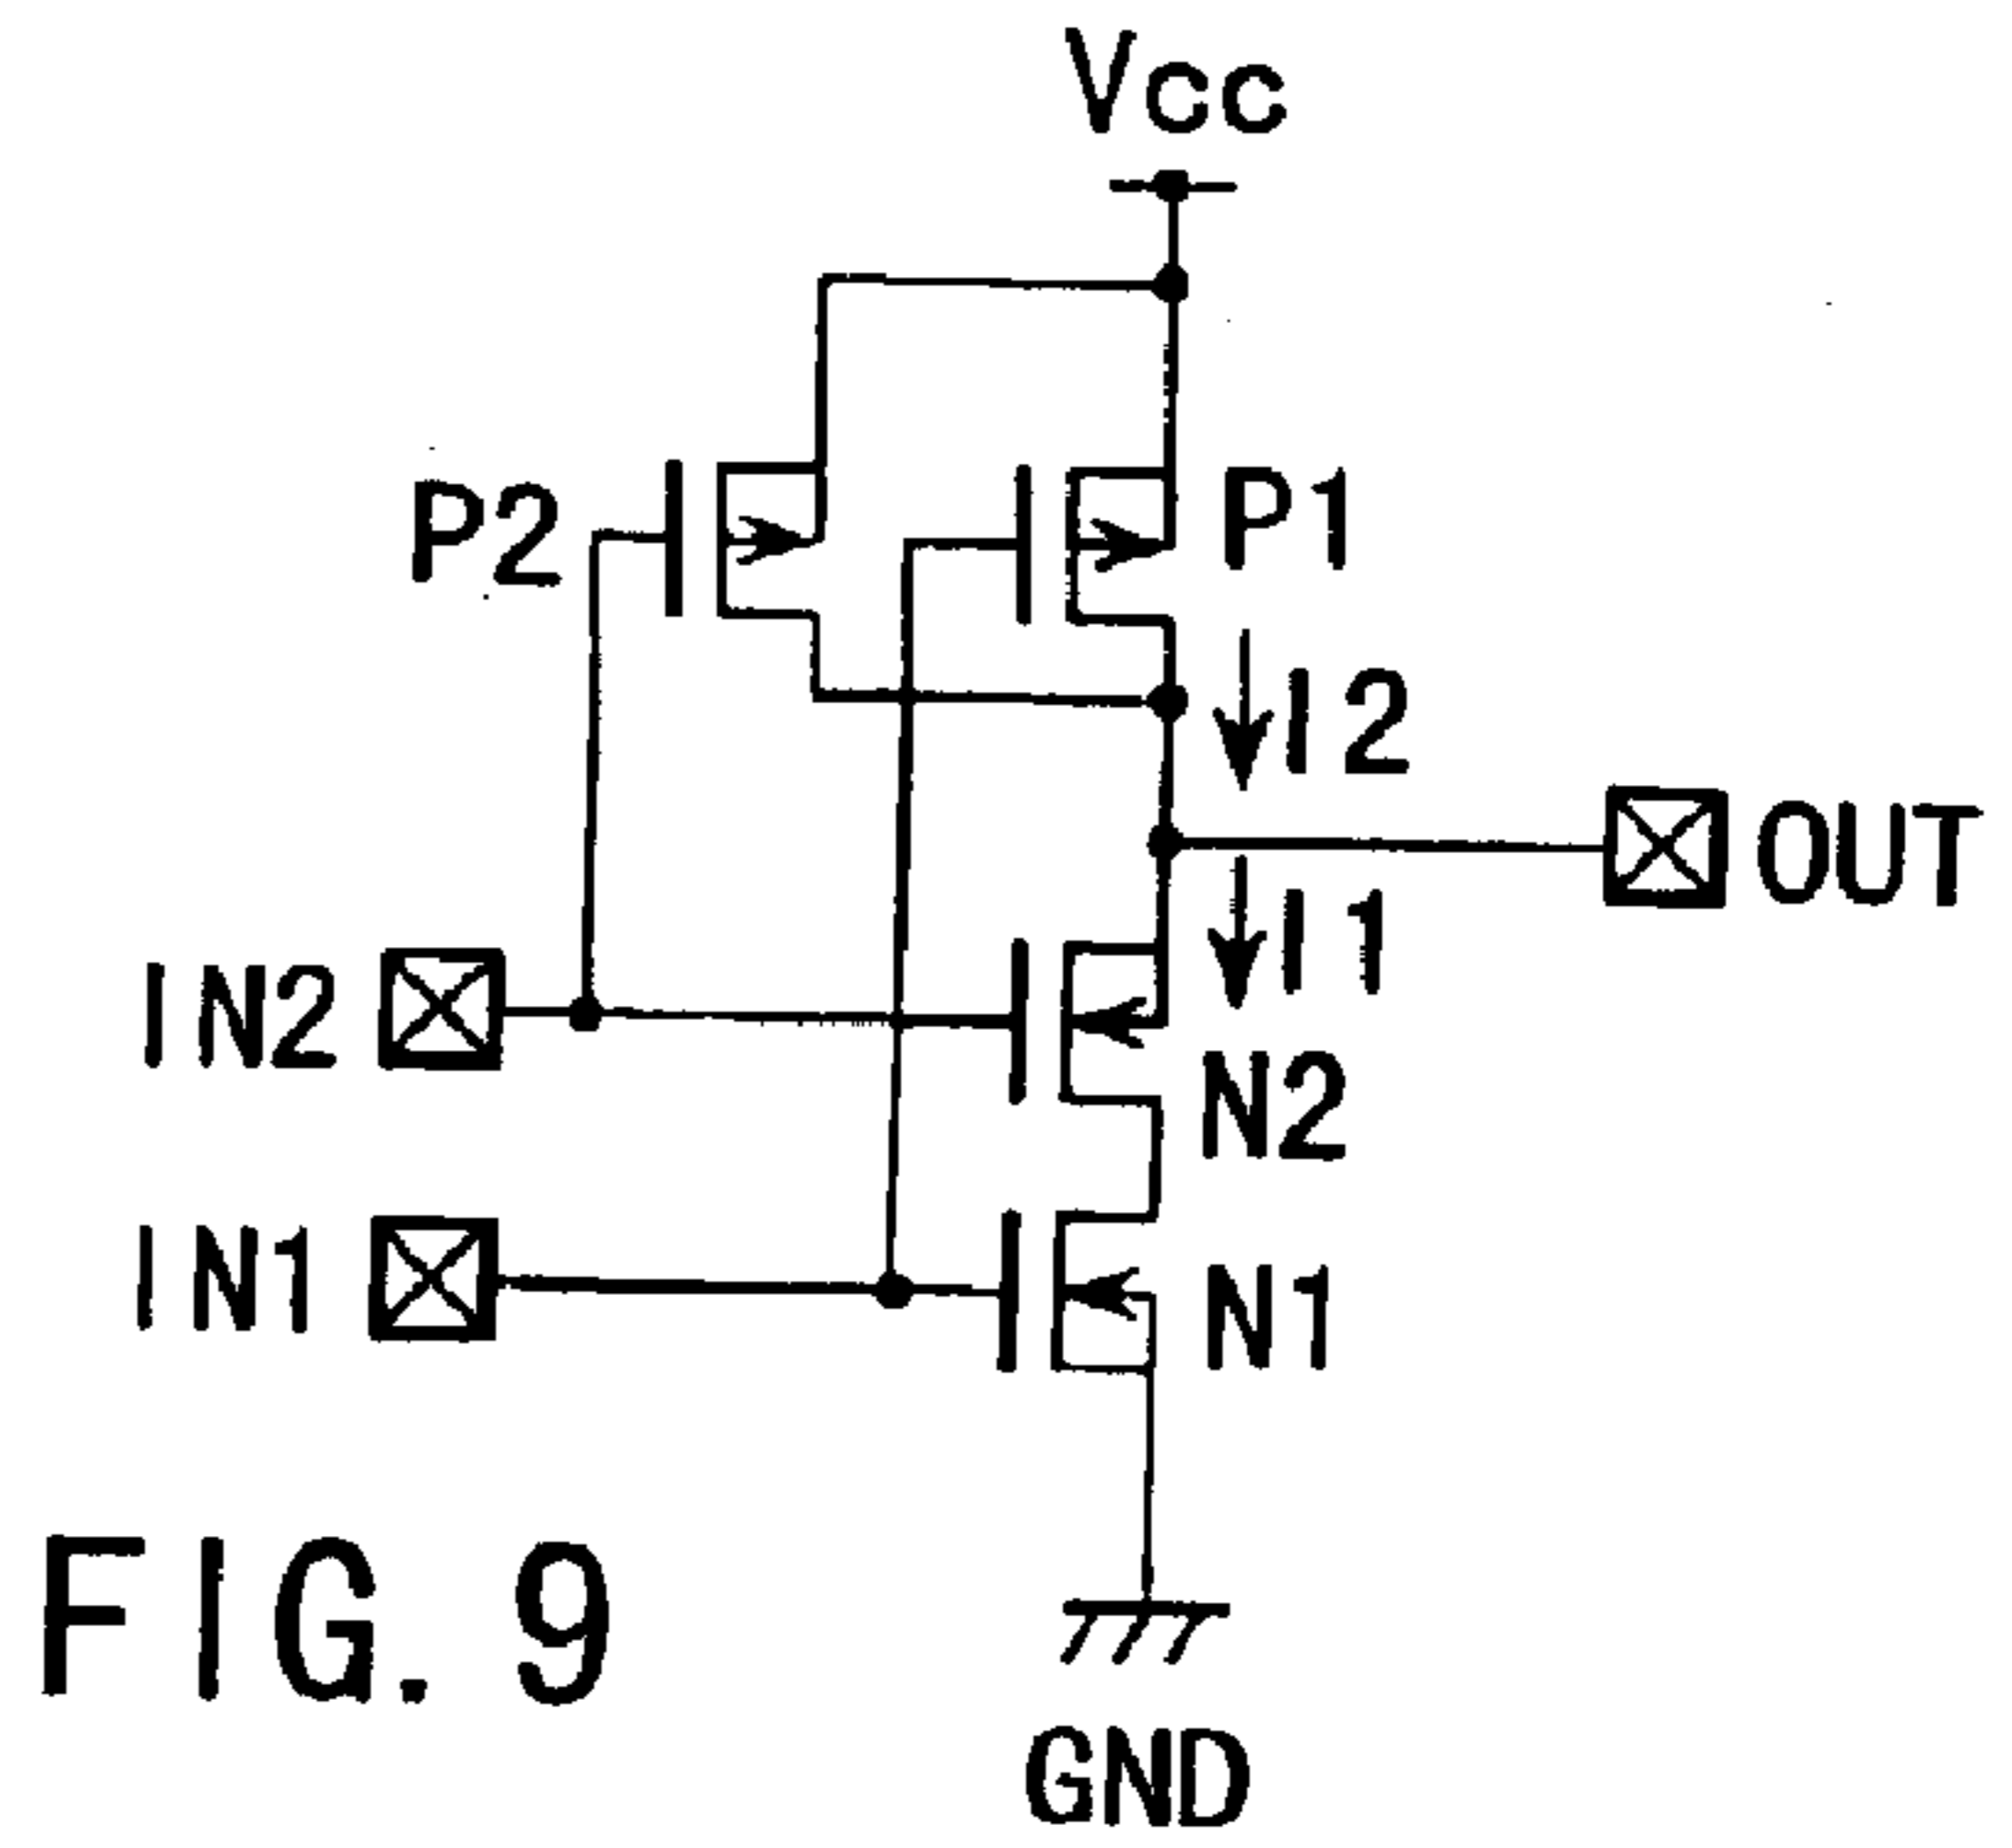 Vcc
P2
P1
I2
OUT
I1
IN2
N2
IN1
N1
FIG. 9
GND